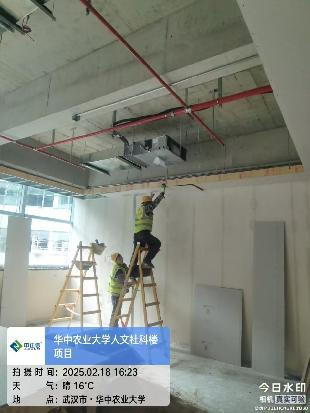 华中农业大学人文社科楼
项目
拍摄时间：2025.02.18 16:23
天 气：晴 16℃
地 点：武汉市·华中农业大学
今日水印
相机 真实可验